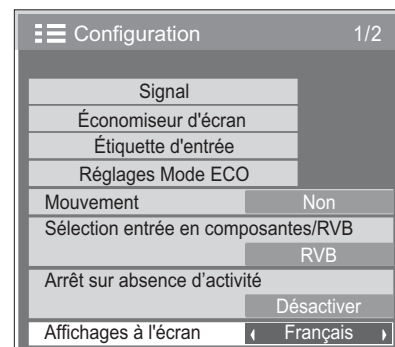 Configuration 1/2
Signal
Économiseur d'écran
Étiquette d'entrée
Réglages Mode ECO
Mouvement Non
Sélection entrée en composantes/RVB
RVB
Arrêt sur absence d’activité
Désactiver
Affichages à l'écran Français